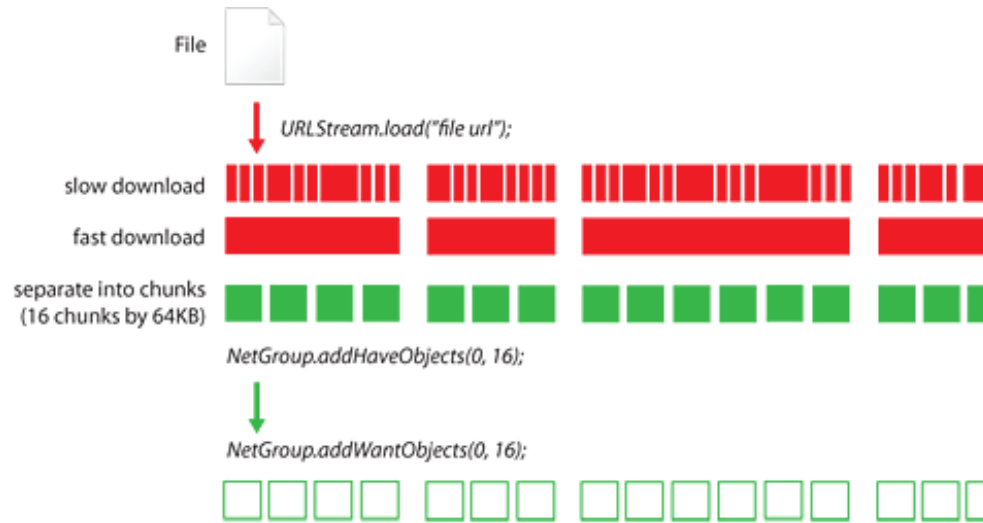 File
URLStream.load("file url");
slow download
fast download
separate into chunks
(16 chunks by 64KB)
NetGroup.addHaveObjects(0, 16);
NetGroup.addWantObjects(0, 16);